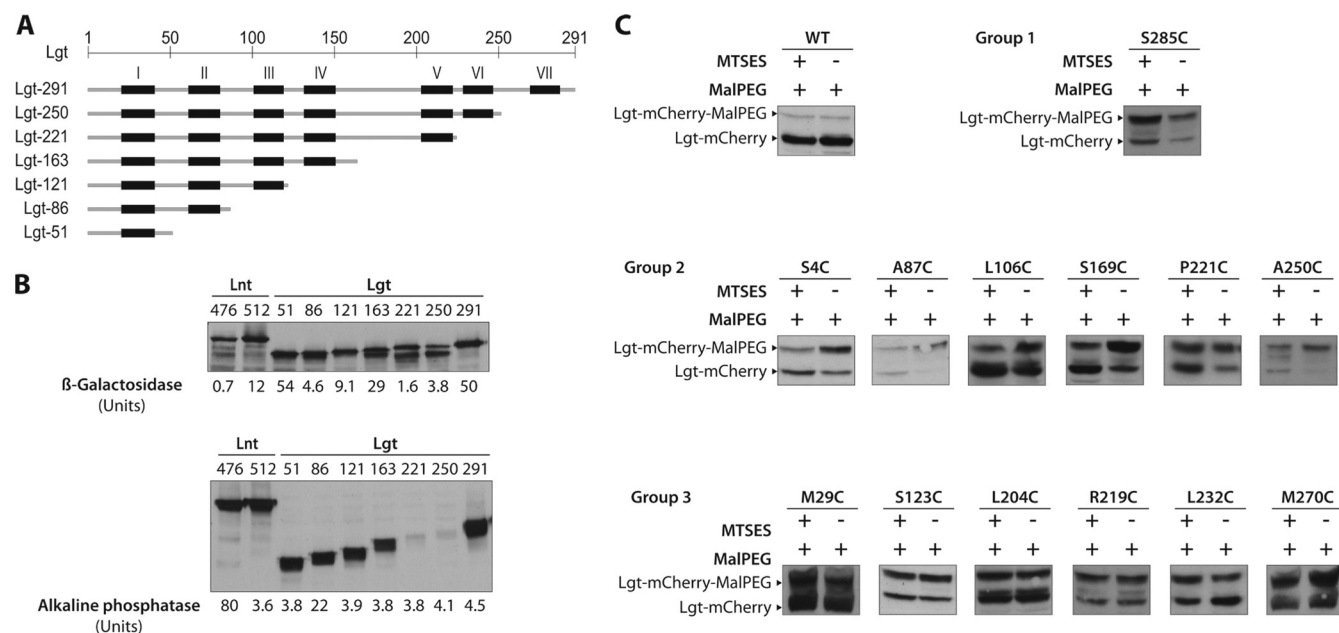 A
1 50 100 150 200 250 291
Lgt
I II III IV V VI VII
Lgt-291
Lgt-250
Lgt-221
Lgt-163
Lgt-121
Lgt-86
Lgt-51
B
Lnt Lgt
476 512 51 86 121 163 221 250 291
ß-Galactosidase 0.7 12 54 4.6 9.1 29 1.6 3.8 50
(Units)
Lnt Lgt
476 512 51 86 121 163 221 250 291
Alkaline phosphatase 80 3.6 3.8 22 3.9 3.8 3.8 4.1 4.5
(Units)
C
WT
MTSES + -
MalPEG + +
Lgt-mCherry-MalPEG
Lgt-mCherry
Group 1 S285C
MTSES + -
MalPEG + +
Lgt-mCherry-MalPEG
Lgt-mCherry
Group 2 S4C A87C L106C S169C P221C A250C
MTSES + - + - + - + - + - + -
MalPEG + + + + + + + + + + + +
Lgt-mCherry-MalPEG
Lgt-mCherry
Group 3 M29C S123C L204C R219C L232C M270C
MTSES + - + - + - + - + - + -
MalPEG + + + + + + + + + + + +
Lgt-mCherry-MalPEG
Lgt-mCherry